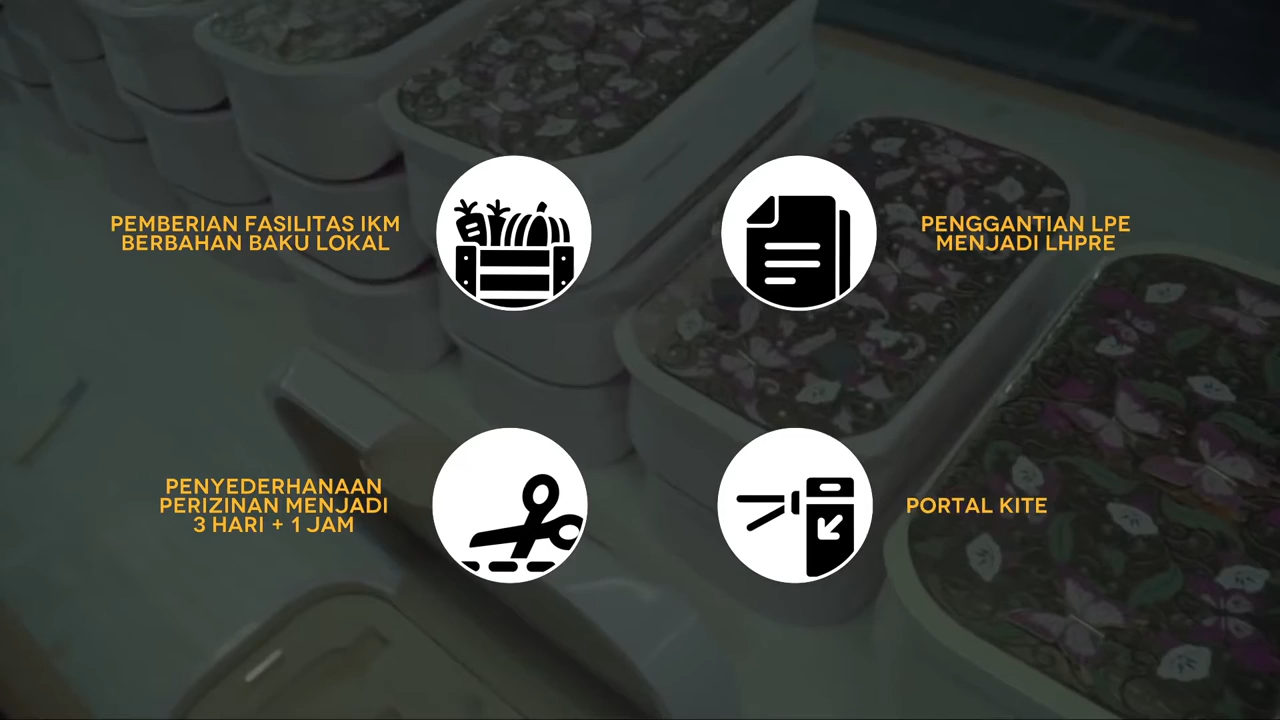 PEMBERIAN FASILITAS IKM
BERBAHAN BAKU LOKAL
PENGGANTIAN LPE
MENJADI LHPRE
PENYEDERHANAAN
PERIZINAN MENJADI
3 HARI + 1 JAM
PORTAL KITE